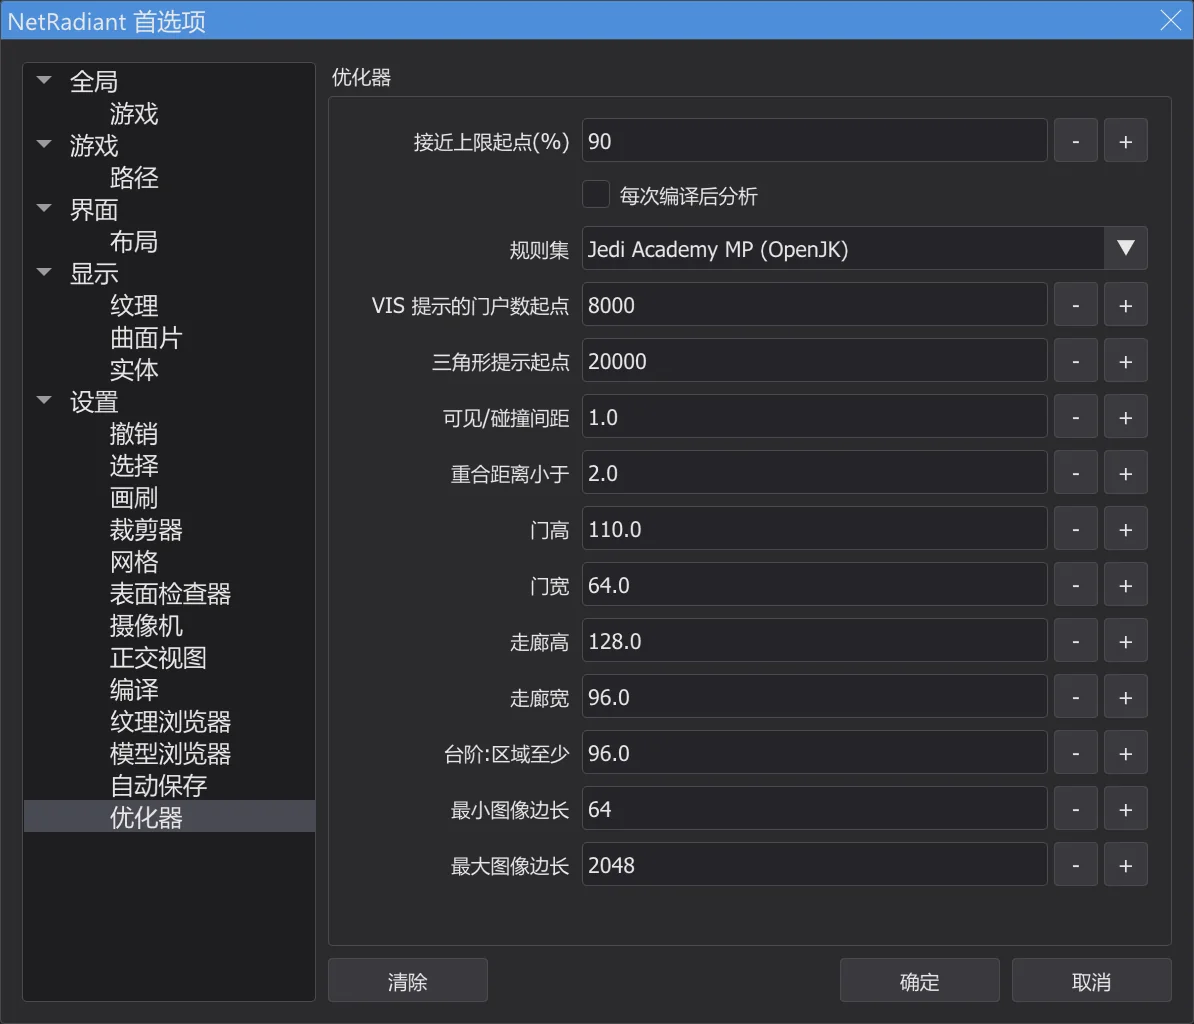 NetRadiant 首选项
全局
游戏
游戏
路径
界面
布局
显示
纹理
曲面片
实体
设置
撤销
选择
画刷
裁剪器
网格
表面检查器
摄像机
正交视图
编译
纹理浏览器
模型浏览器
自动保存
优化器
优化器
接近上限起点(%) 90 - +
每次编译后分析
规则集 Jedi Academy MP (OpenJK)
VIS 提示的门户数起点 8000 - +
三角形提示起点 20000 - +
可见/碰撞间距 1.0 - +
重合距离小于 2.0 - +
门高 110.0 - +
门宽 64.0 - +
走廊高 128.0 - +
走廊宽 96.0 - +
台阶:区域至少 96.0 - +
最小图像边长 64 - +
最大图像边长 2048 - +
清除 确定 取消